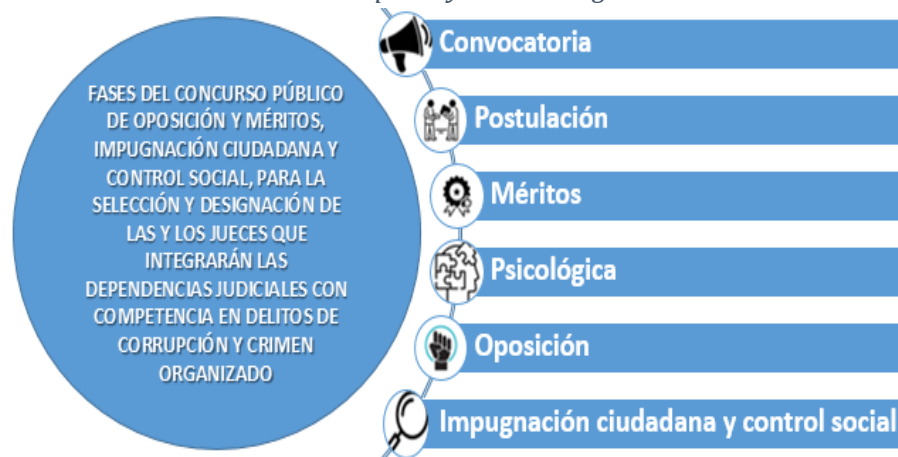 FASES DEL CONCURSO PÚBLICO
DE OPOSICIÓN Y MÉRITOS,
IMPUGNACIÓN CIUDADANA Y
CONTROL SOCIAL, PARA LA
SELECCIÓN Y DESIGNACIÓN DE
LAS Y LOS JUECES QUE
INTEGRARÁN LAS
DEPENDENCIAS JUDICIALES CON
COMPETENCIA EN DELITOS DE
CORRUPCIÓN Y CRIMEN
ORGANIZADO
Convocatoria
Postulación
Méritos
Psicológica
Oposición
Impugnación ciudadana y control social